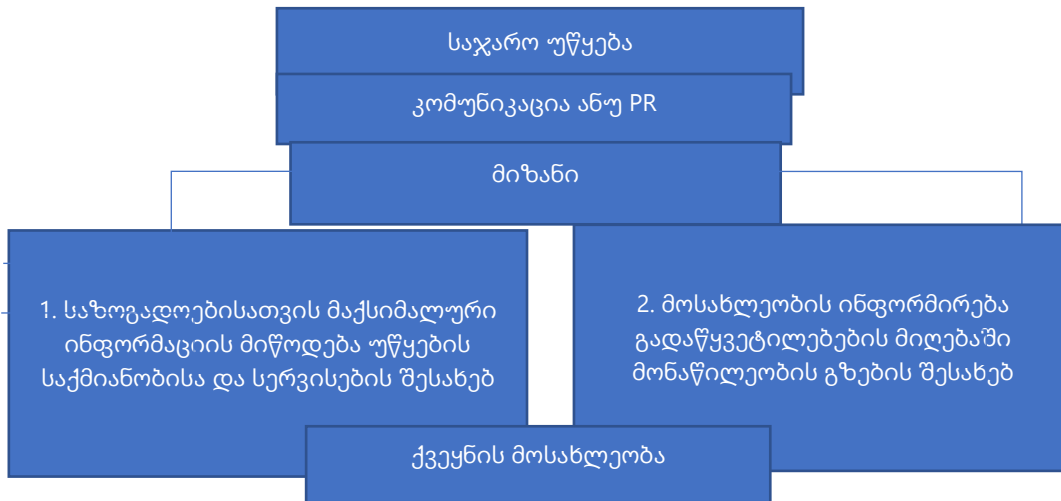 საჯარო უწყება
კომუნიკაცია ანუ PR
მიზანი
1. საზოგადოებისათვის მაქსიმალური
ინფორმაციის მიწოდება უწყების
საქმიანობისა და სერვისების შესახებ
2. მოსახლეობის ინფორმირება
გადაწყვეტილებების მიღებაში
მონაწილეობის გზების შესახებ
ქვეყნის მოსახლეობა